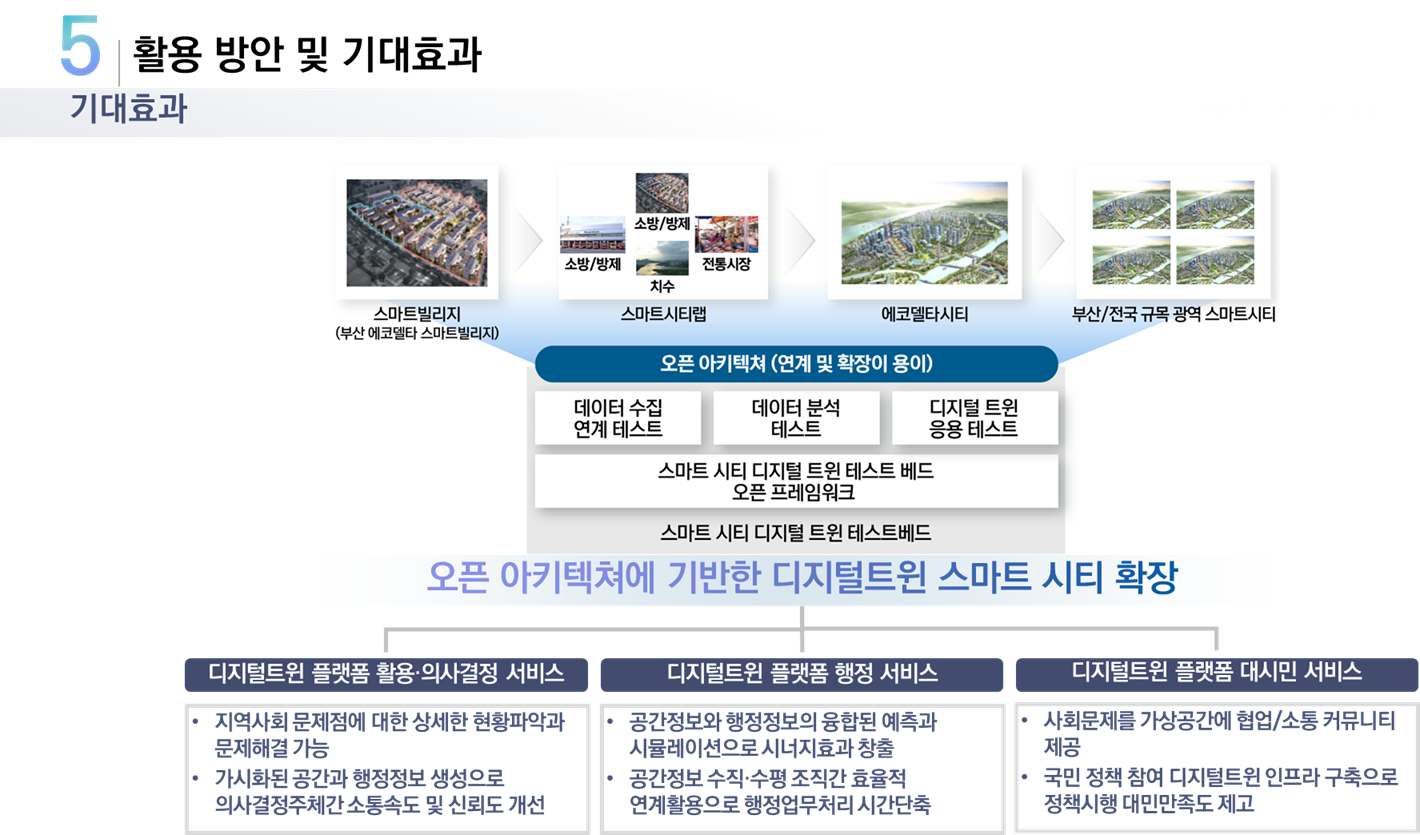 5 활용 방안 및 기대효과
기대효과
소방/방제
소방/방제
전통시장
치수
스마트빌리지
(부산 에코델타 스마트빌리지)
스마트시티랩
에코델타시티
부산/전국 규목 광역 스마트시티
오픈 아키텍쳐 (연계 및 확장이 용이)
데이터 수집
연계 테스트
데이터 분석
테스트
디지털 트윈
응용 테스트
스마트 시티 디지털 트윈 테스트 베드
오픈 프레임워크
스마트 시티 디지털 트윈 테스트베드
오픈 아키텍쳐에 기반한 디지털트윈 스마트 시티 확장
디지털트윈 플랫폼 활용·의사결정 서비스
• 지역사회 문제점에 대한 상세한 현황파악과
문제해결 가능
• 가시화된 공간과 행정정보 생성으로
의사결정주체간 소통속도 및 신뢰도 개선
디지털트윈 플랫폼 행정 서비스
• 공간정보와 행정정보의 융합된 예측과
시뮬레이션으로 시너지효과 창출
• 공간정보 수직·수평 조직간 효율적
연계활용으로 행정업무처리 시간단축
디지털트윈 플랫폼 대시민 서비스
• 사회문제를 가상공간에 협업/소통 커뮤니티
제공
• 국민 정책 참여 디지털트윈 인프라 구축으로
정책시행 대민만족도 제고